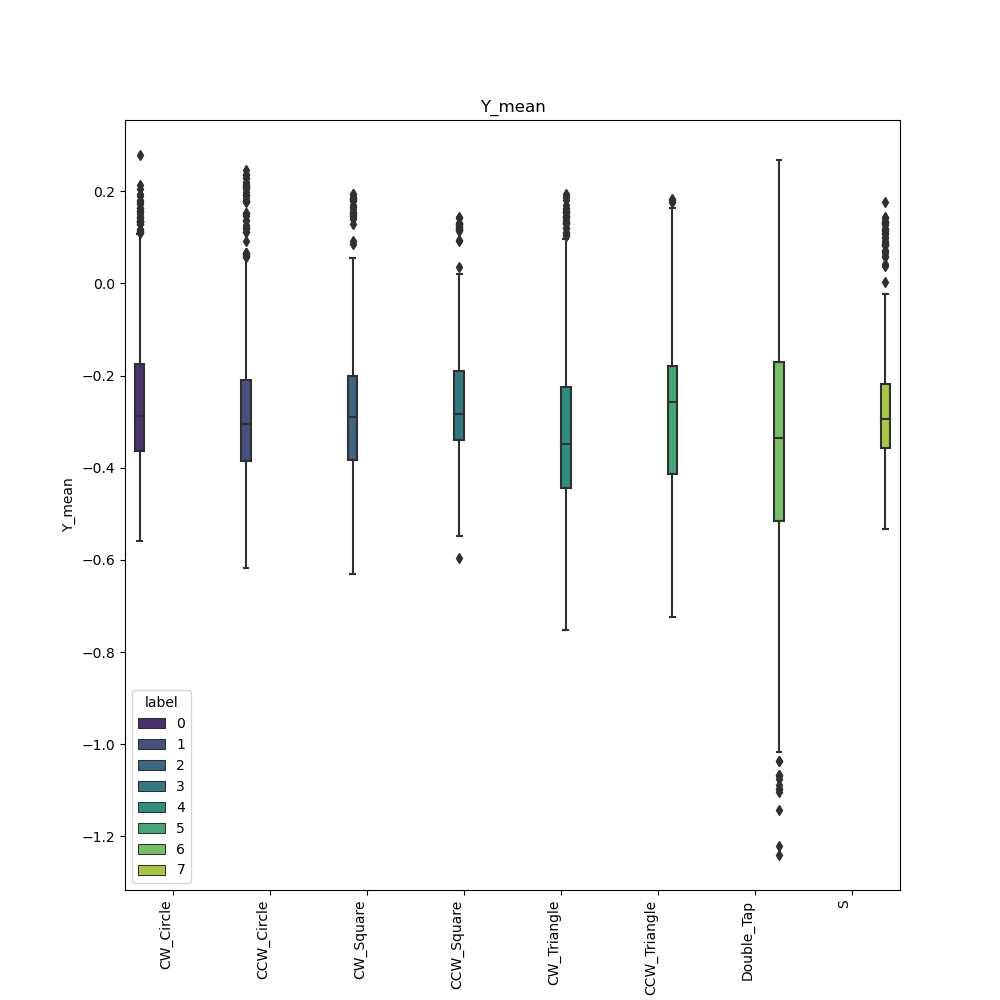 Y_mean
0.2
0.0
−0.2
−0.4
−0.6
−0.8
−1.0
−1.2
Y_mean
label
0
1
2
3
4
5
6
7
CW_Circle
CCW_Circle
CW_Square
CCW_Square
CW_Triangle
CCW_Triangle
Double_Tap
S